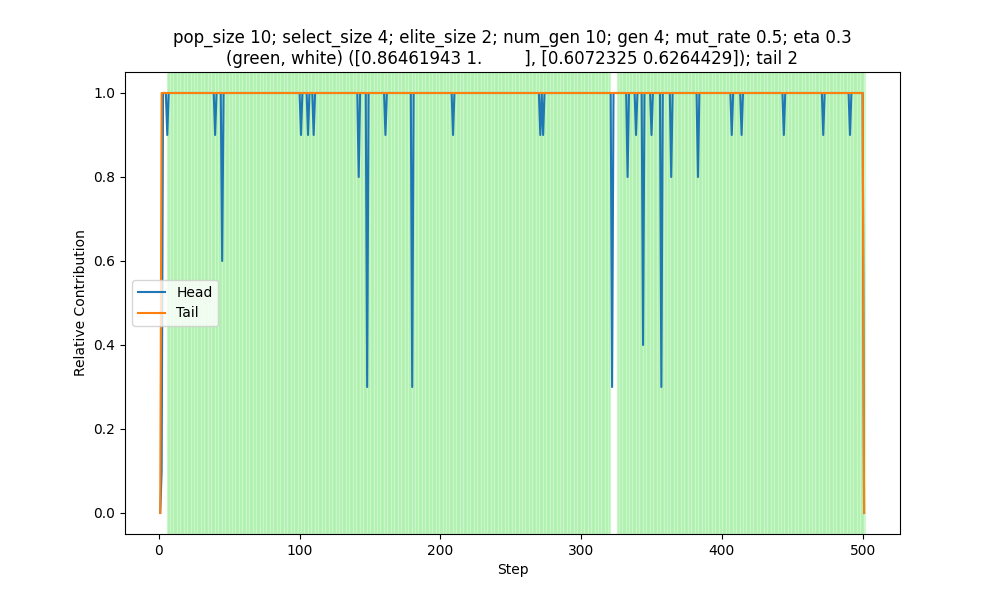 pop_size 10; select_size 4; elite_size 2; num_gen 10; gen 4; mut_rate 0.5; eta 0.3
(green, white) ([0.86461943 1.        ], [0.6072325 0.6264429]); tail 2
1.0
0.8
0.6
0.4
0.2
0.0
Relative Contribution
Head
Tail
0 100 200 300 400 500
Step